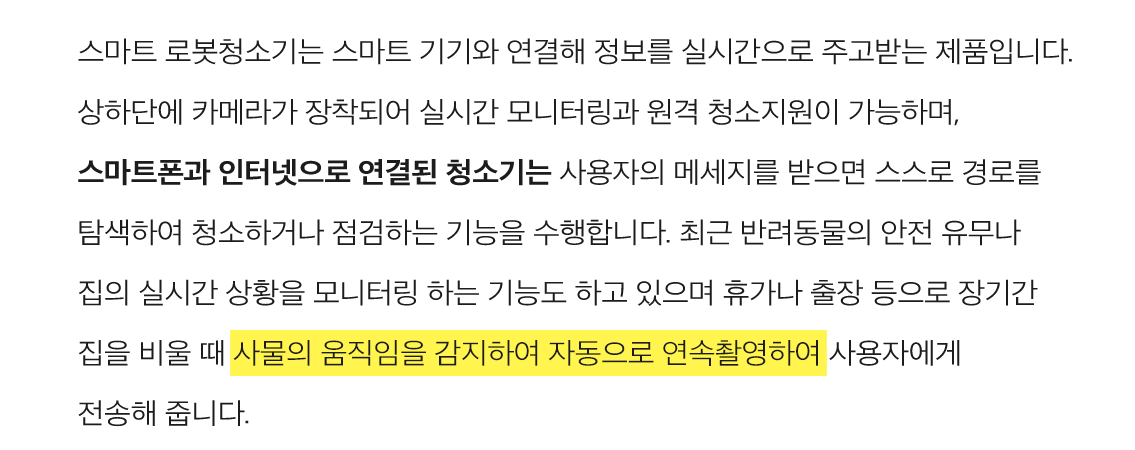 스마트 로봇청소기는 스마트 기기와 연결해 정보를 실시간으로 주고받는 제품입니다.
상하단에 카메라가 장착되어 실시간 모니터링과 원격 청소지원이 가능하며,
스마트폰과 인터넷으로 연결된 청소기는 사용자의 메세지를 받으면 스스로 경로를
탐색하여 청소하거나 점검하는 기능을 수행합니다. 최근 반려동물의 안전 유무나
집의 실시간 상황을 모니터링 하는 기능도 하고 있으며 휴가나 출장 등으로 장기간
집을 비울 때 사물의 움직임을 감지하여 자동으로 연속촬영하여 사용자에게
전송해 줍니다.